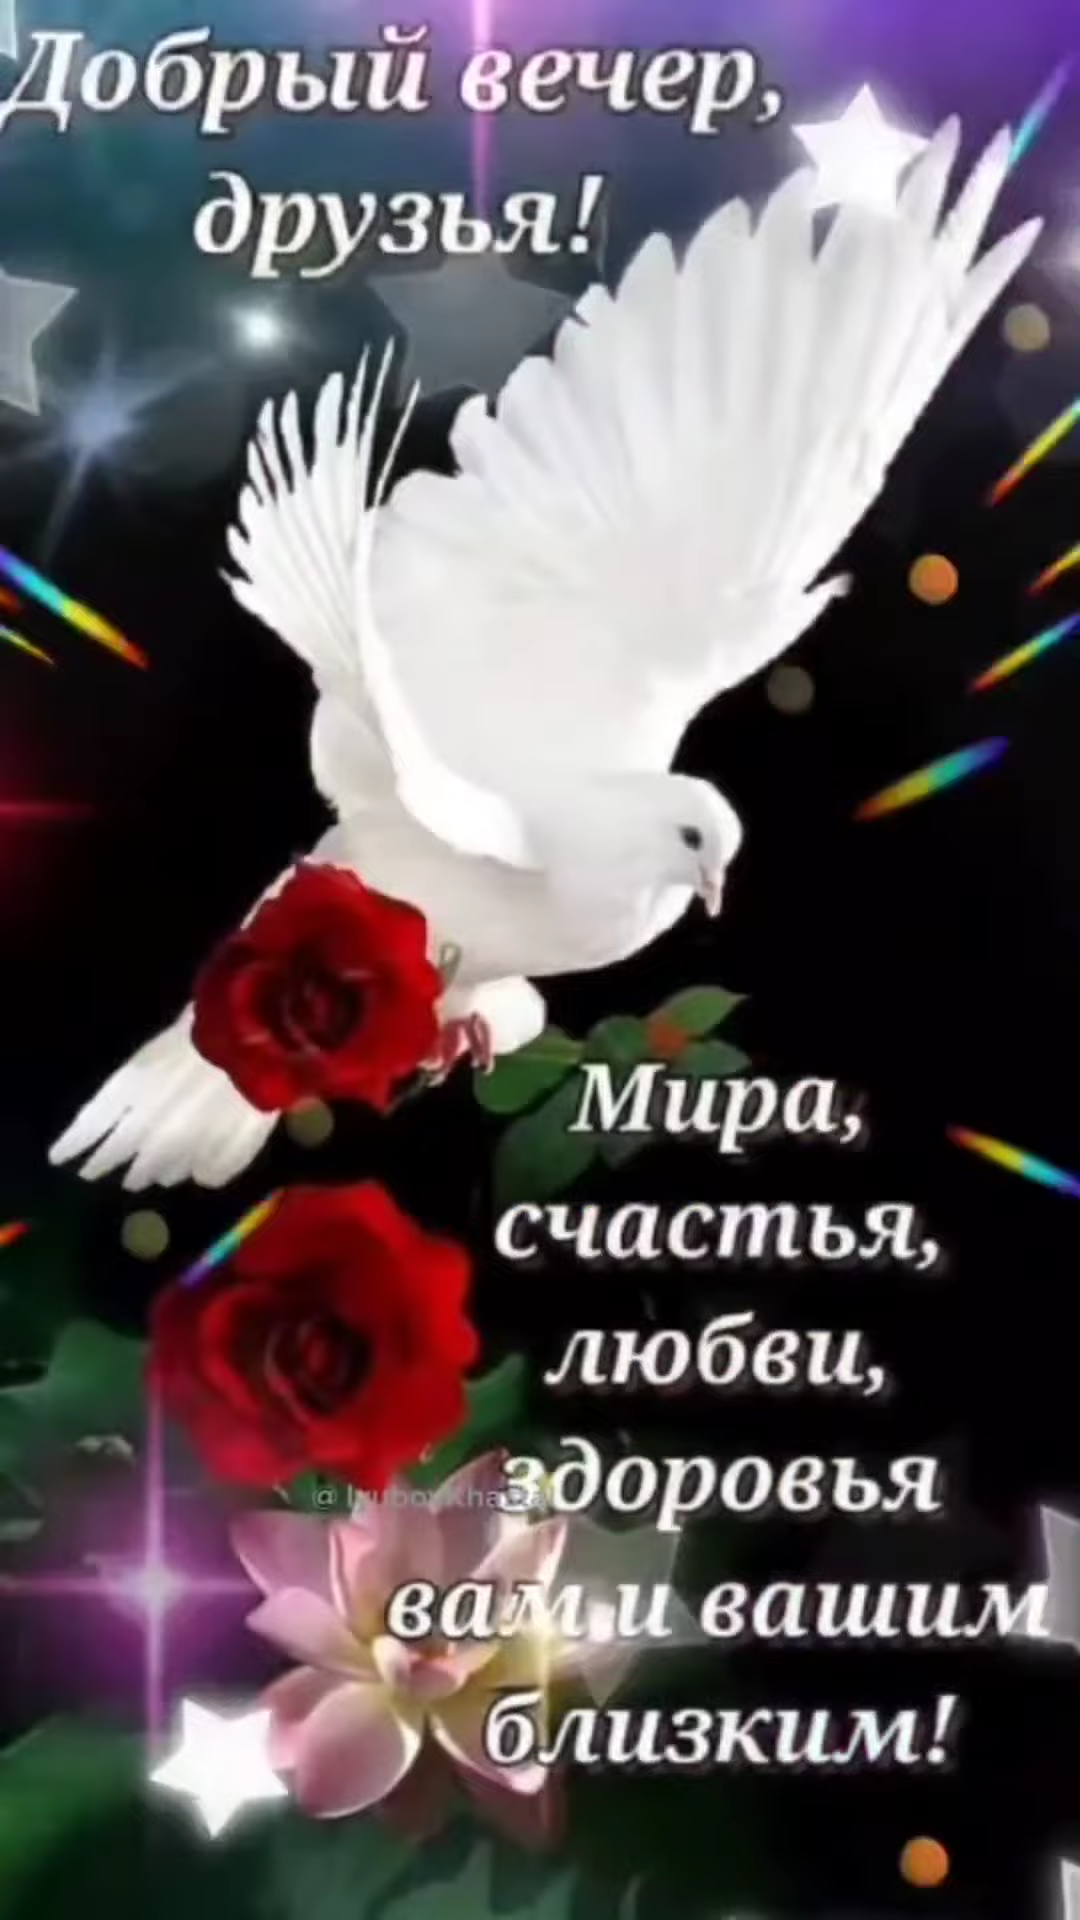 Добрый вечер,
друзья!
Мира,
счастья,
любви,
здоровья
вам и вашим
близким!